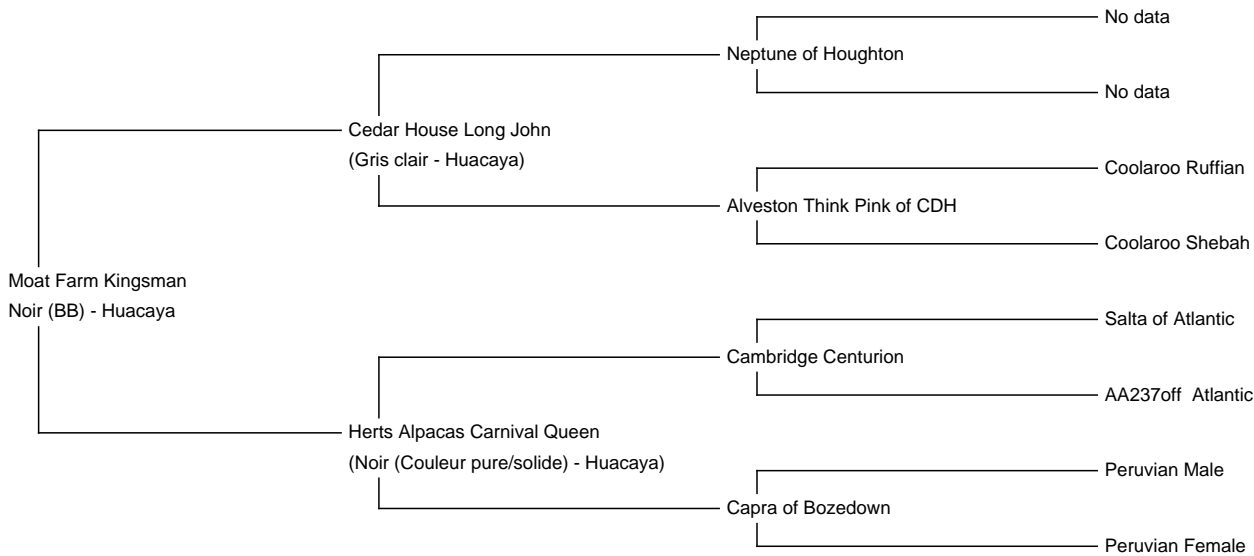 No data
Neptune of Houghton
No data
Cedar House Long John
(Gris clair - Huacaya)
Coolaroo Ruffian
Alveston Think Pink of CDH
Coolaroo Shebah
Moat Farm Kingsman
Noir (BB) - Huacaya
Salta of Atlantic
Cambridge Centurion
AA237off  Atlantic
Herts Alpacas Carnival Queen
(Noir (Couleur pure/solide) - Huacaya)
Peruvian Male
Capra of Bozedown
Peruvian Female